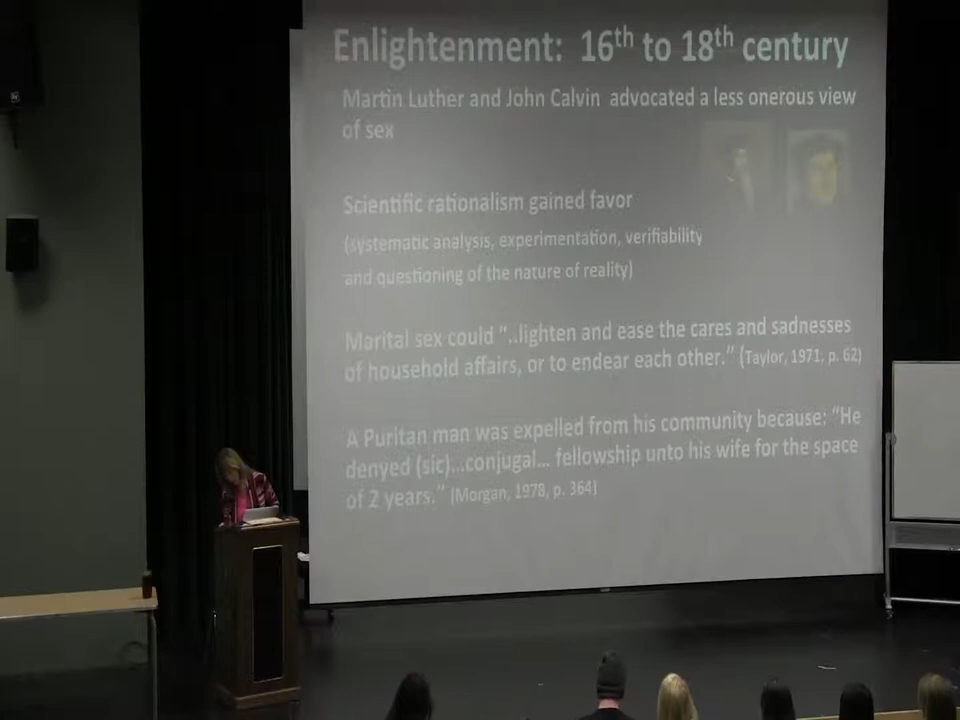 Enlightenment: 16th to 18th century
Martin Luther and John Calvin advocated a less onerous view
of sex
Scientific rationalism gained favor
(systematic analysis, experimentation, verifiability
and questioning of the nature of reality)
Marital sex could “..lighten and ease the cares and sadnesses
of household affairs, or to endear each other.” (Taylor, 1971, p. 62)
A Puritan man was expelled from his community because: “He
denyed (sic)...conjugal... fellowship unto his wife for the space
of 2 years.” (Morgan, 1978, p. 364)